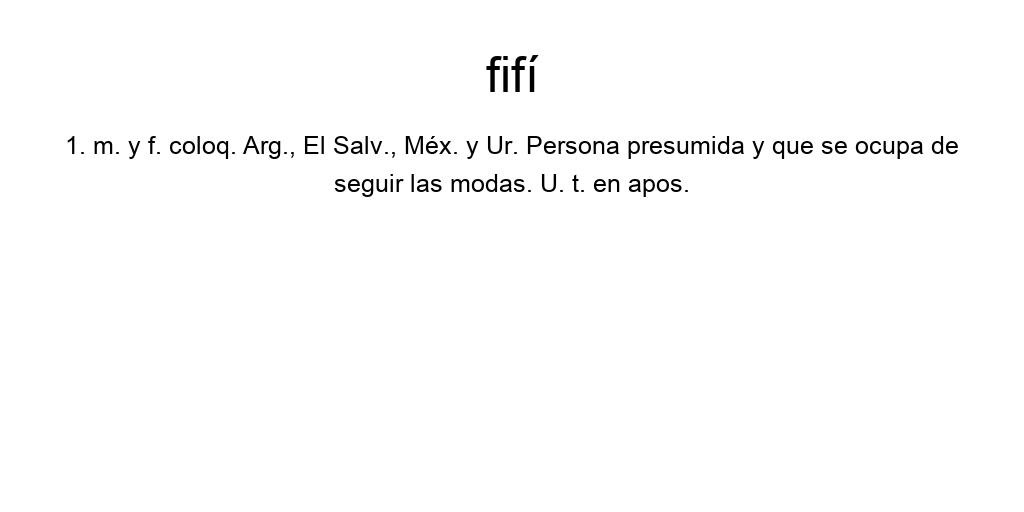 fifí
1. m. y f. coloq. Arg., El Salv., Méx. y Ur. Persona presumida y que se ocupa de
seguir las modas. U. t. en apos.